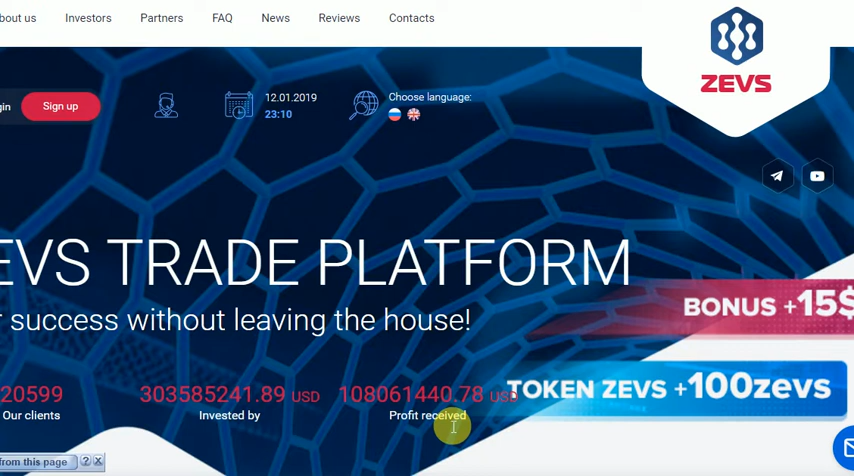 bout us Investors Partners FAQ News Reviews Contacts
ZEVS
gin Sign up
12.01.2019
23:10
Choose language:
EVS TRADE PLATFORM
r success without leaving the house!
BONUS +15$
TOKEN ZEVS +100zevs
20599 303585241.89 USD 108061440.78 USD
Our clients Invested by Profit received
from this page ? X